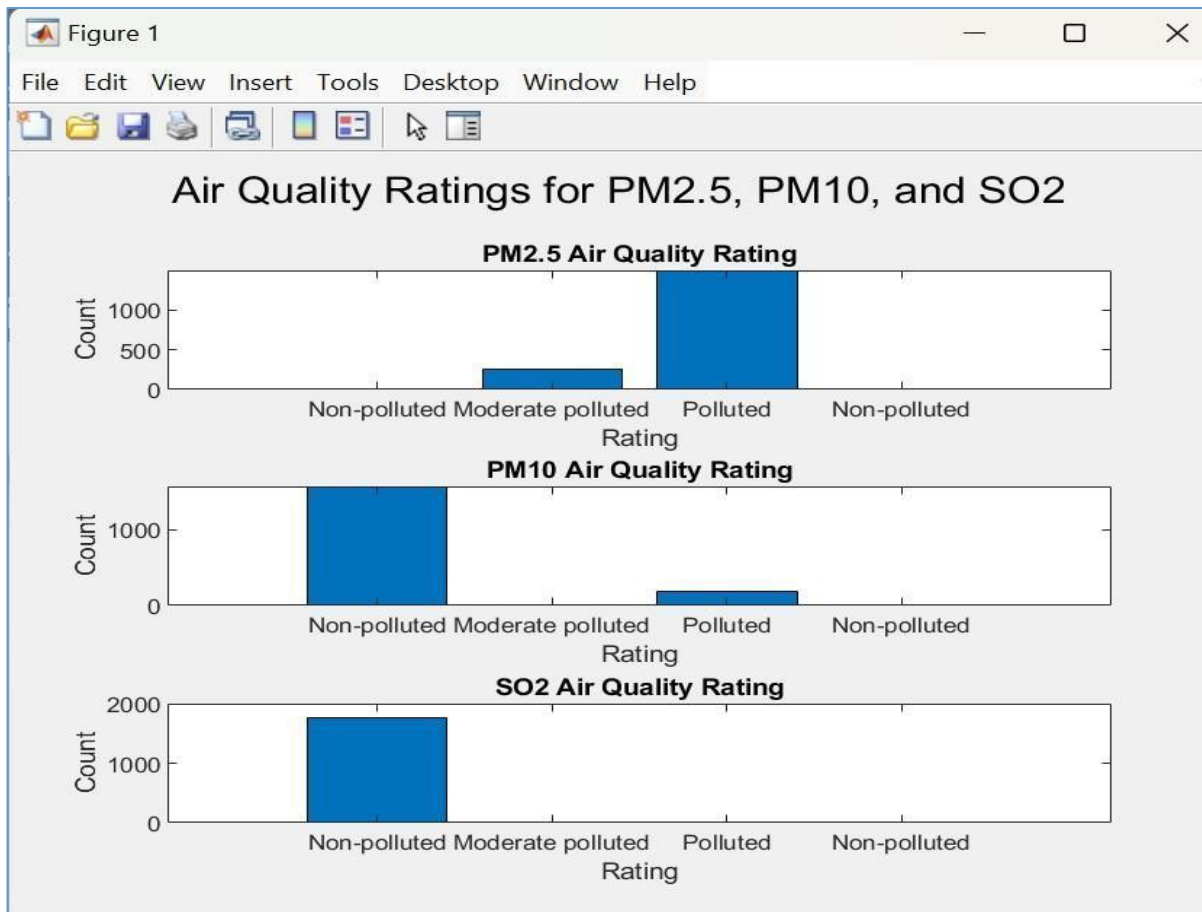 Figure 1
File Edit View Insert Tools Desktop Window Help
Air Quality Ratings for PM2.5, PM10, and SO2
PM2.5 Air Quality Rating
Count
1000
500
0
Non-polluted Moderate polluted Polluted Non-polluted
Rating
PM10 Air Quality Rating
Count
1000
0
Non-polluted Moderate polluted Polluted Non-polluted
Rating
SO2 Air Quality Rating
Count
2000
1000
0
Non-polluted Moderate polluted Polluted Non-polluted
Rating